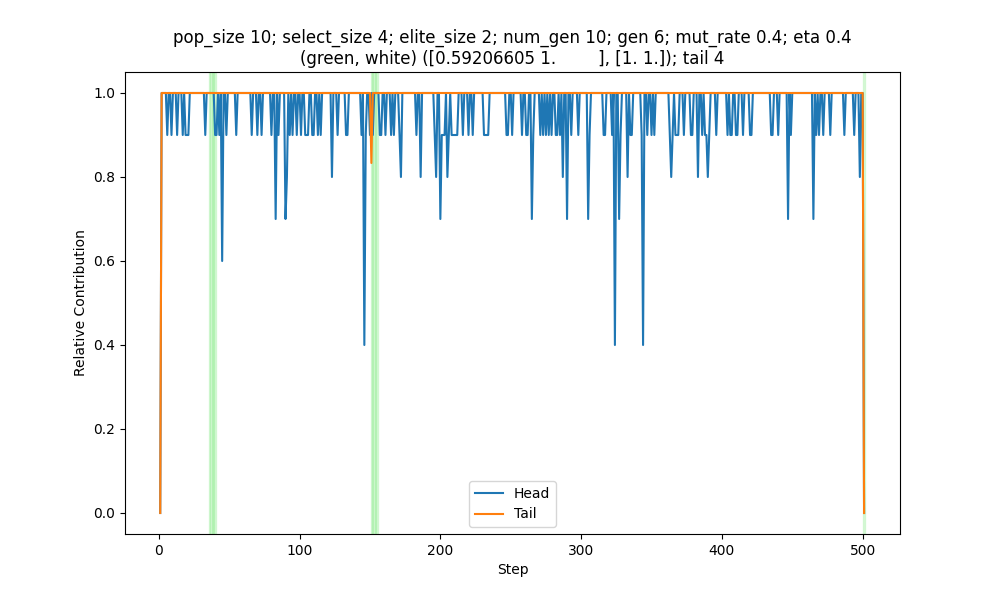 pop_size 10; select_size 4; elite_size 2; num_gen 10; gen 6; mut_rate 0.4; eta 0.4
(green, white) ([0.59206605 1.        ], [1. 1.]); tail 4
1.0
0.8
0.6
0.4
0.2
0.0
Relative Contribution
Head
Tail
0
100
200
300
400
500
Step